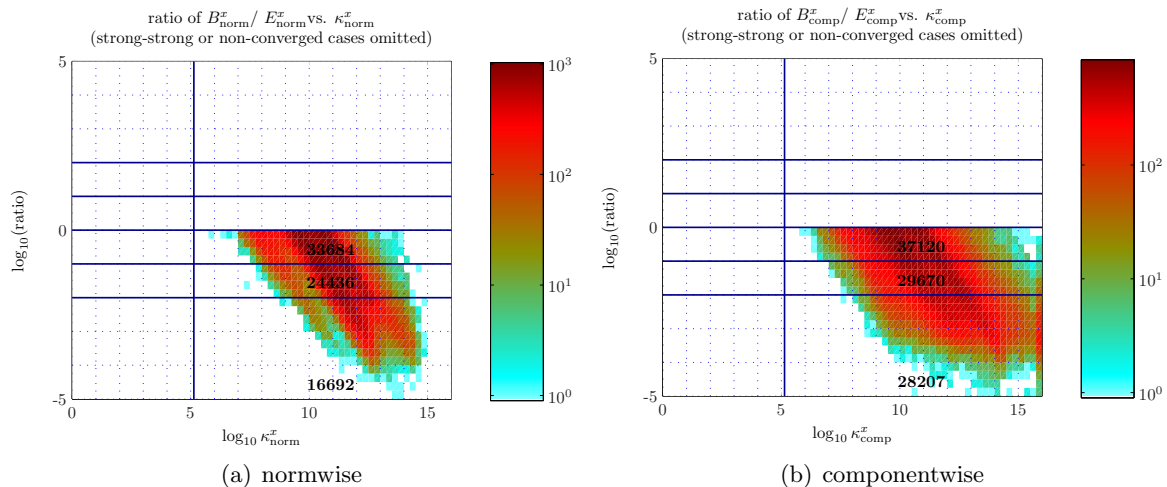 ratio of B^x_norm / E^x_norm vs. κ^x_norm
(strong-strong or non-converged cases omitted)
5
0
-5
log10(ratio)
33684
24436
16692
0
5
10
15
log10 κ^x_norm
10^3
10^2
10^1
10^0
(a) normwise
ratio of B^x_comp / E^x_comp vs. κ^x_comp
(strong-strong or non-converged cases omitted)
5
0
-5
log10(ratio)
37120
29670
28207
0
5
10
15
log10 κ^x_comp
10^2
10^1
10^0
(b) componentwise